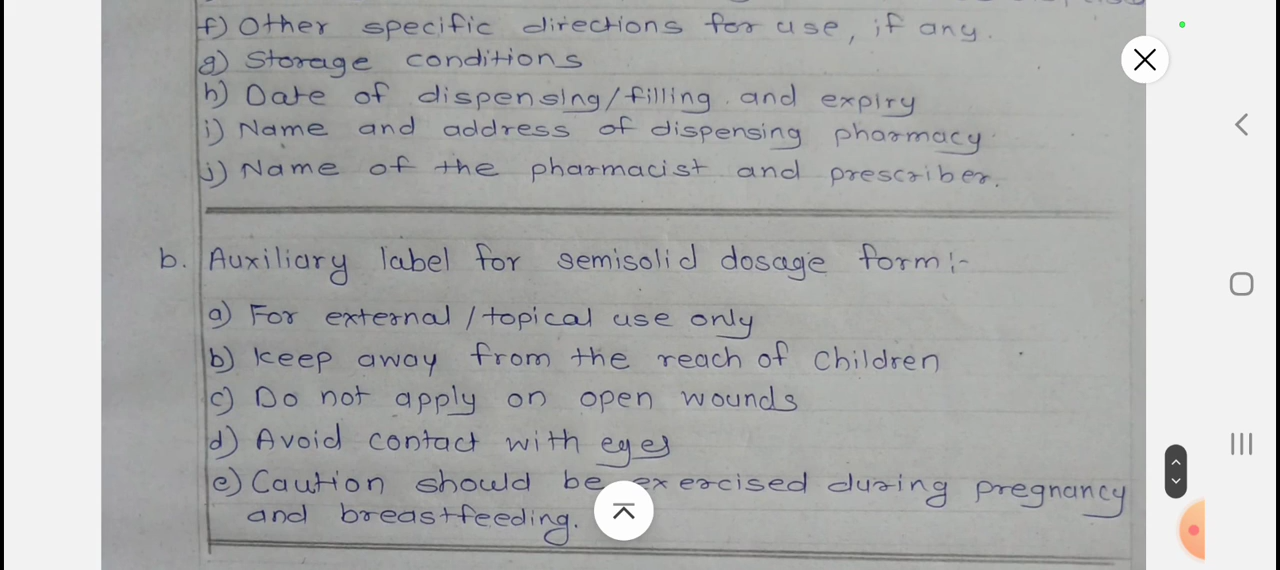 f) Other specific directions for use, if any.
g) Storage conditions
h) Date of dispensing/filling and expiry
i) Name and address of dispensing pharmacy
j) Name of the pharmacist and prescriber.
b. Auxiliary label for semisolid dosage form:-
a) For external / topical use only
b) keep away from the reach of children
c) Do not apply on open wounds
d) Avoid contact with eyes
e) Caution should be exercised during pregnancy
and breastfeeding.